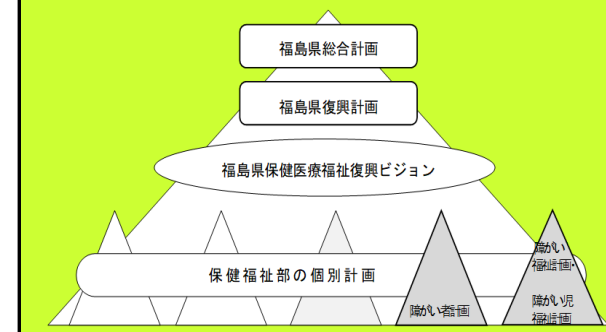 福島県総合計画
福島県復興計画
福島県保健医療福祉復興ビジョン
保健福祉部の個別計画
障がい者計画
障がい
福祉計画・
障がい児
福祉計画